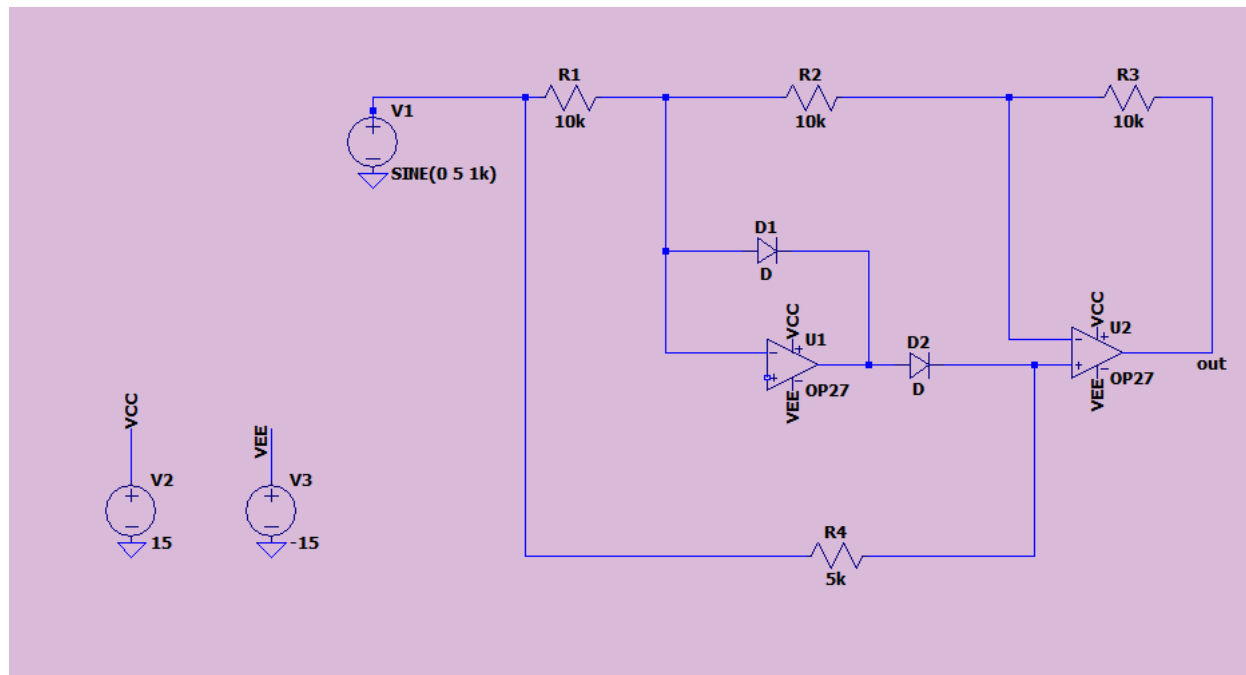 R1
10k
R2
10k
R3
10k
V1
SINE(0 5 1k)
D1
D
VCC
U1
VEE
OP27
D2
D
VCC
U2
VEE
OP27
out
VCC
V2
15
VEE
V3
-15
R4
5k